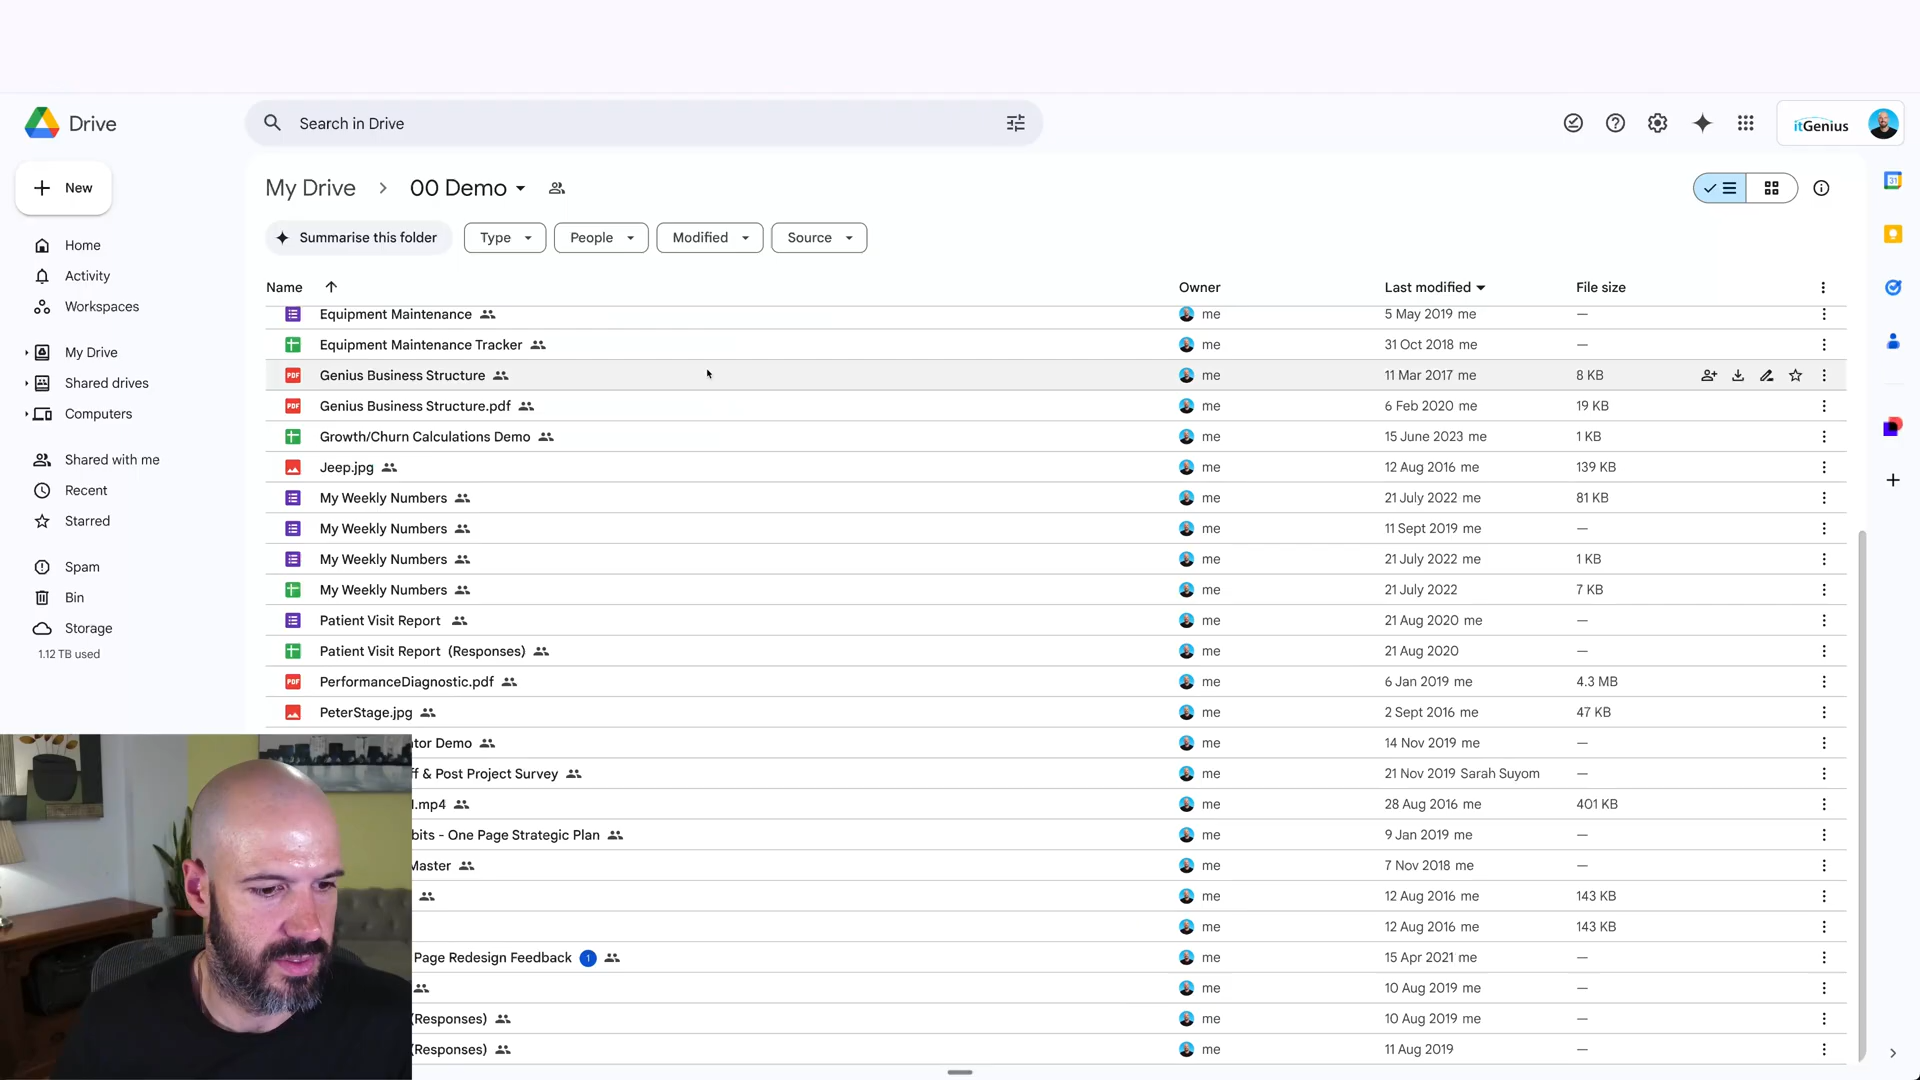 Drive
Search in Drive
itGenius
New
My Drive > 00 Demo
31
Summarise this folder
Type
People
Modified
Source
Home
Activity
Workspaces
My Drive
Shared drives
Computers
Shared with me
Recent
Starred
Spam
Bin
Storage
1.12 TB used
Name Owner Last modified File size
Equipment Maintenance me 5 May 2019 me —
Equipment Maintenance Tracker me 31 Oct 2018 me —
PDF Genius Business Structure me 11 Mar 2017 me 8 KB
PDF Genius Business Structure.pdf me 6 Feb 2020 me 19 KB
Growth/Churn Calculations Demo me 15 June 2023 me 1 KB
Jeep.jpg me 12 Aug 2016 me 139 KB
My Weekly Numbers me 21 July 2022 me 81 KB
My Weekly Numbers me 11 Sept 2019 me —
My Weekly Numbers me 21 July 2022 me 1 KB
My Weekly Numbers me 21 July 2022 7 KB
Patient Visit Report me 21 Aug 2020 me —
Patient Visit Report (Responses) me 21 Aug 2020 —
PDF PerformanceDiagnostic.pdf me 6 Jan 2019 me 4.3 MB
PeterStage.jpg me 2 Sept 2016 me 47 KB
tor Demo me 14 Nov 2019 me —
ff & Post Project Survey me 21 Nov 2019 Sarah Suyom —
.mp4 me 28 Aug 2016 me 401 KB
bits - One Page Strategic Plan me 9 Jan 2019 me —
Master me 7 Nov 2018 me —
me 12 Aug 2016 me 143 KB
me 12 Aug 2016 me 143 KB
Page Redesign Feedback 1 me 15 Apr 2021 me —
me 10 Aug 2019 me —
(Responses) me 10 Aug 2019 me —
(Responses) me 11 Aug 2019 —